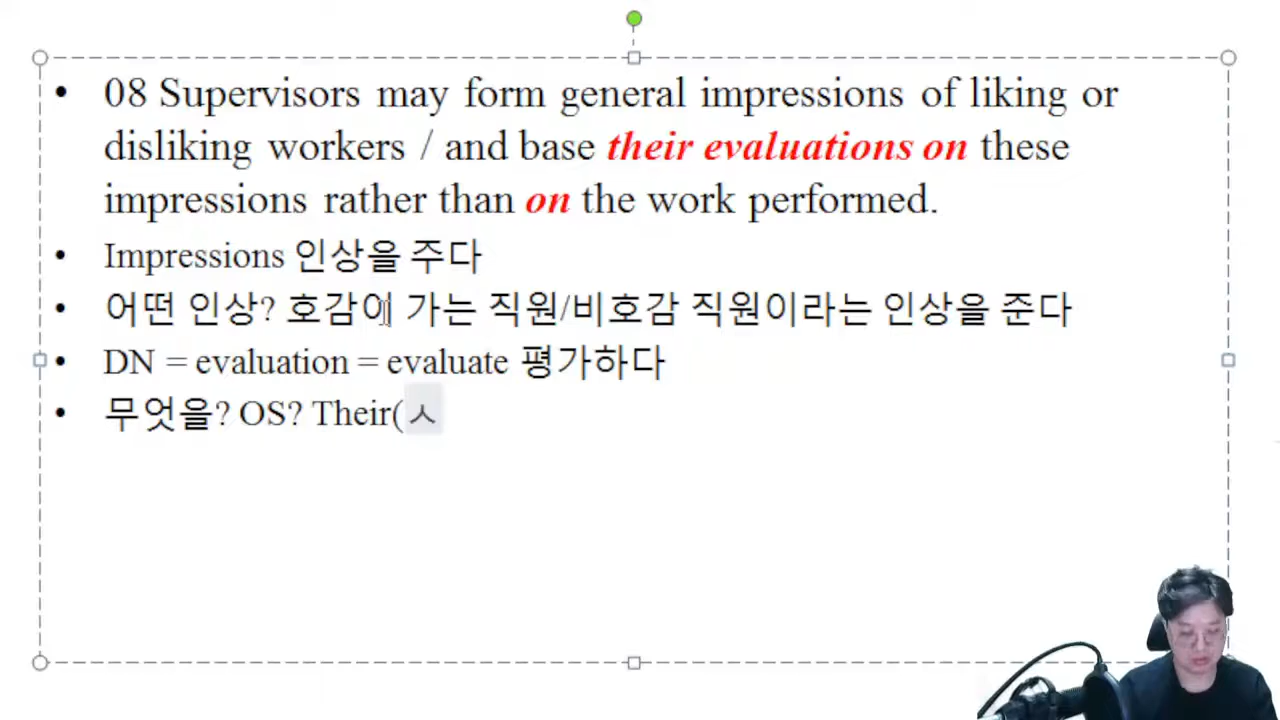 • 08 Supervisors may form general impressions of liking or
disliking workers / and base their evaluations on these
impressions rather than on the work performed.
• Impressions 인상을 주다
• 어떤 인상? 호감이 가는 직원/비호감 직원이라는 인상을 준다
• DN = evaluation = evaluate 평가하다
• 무엇을? OS? Their(ㅅ